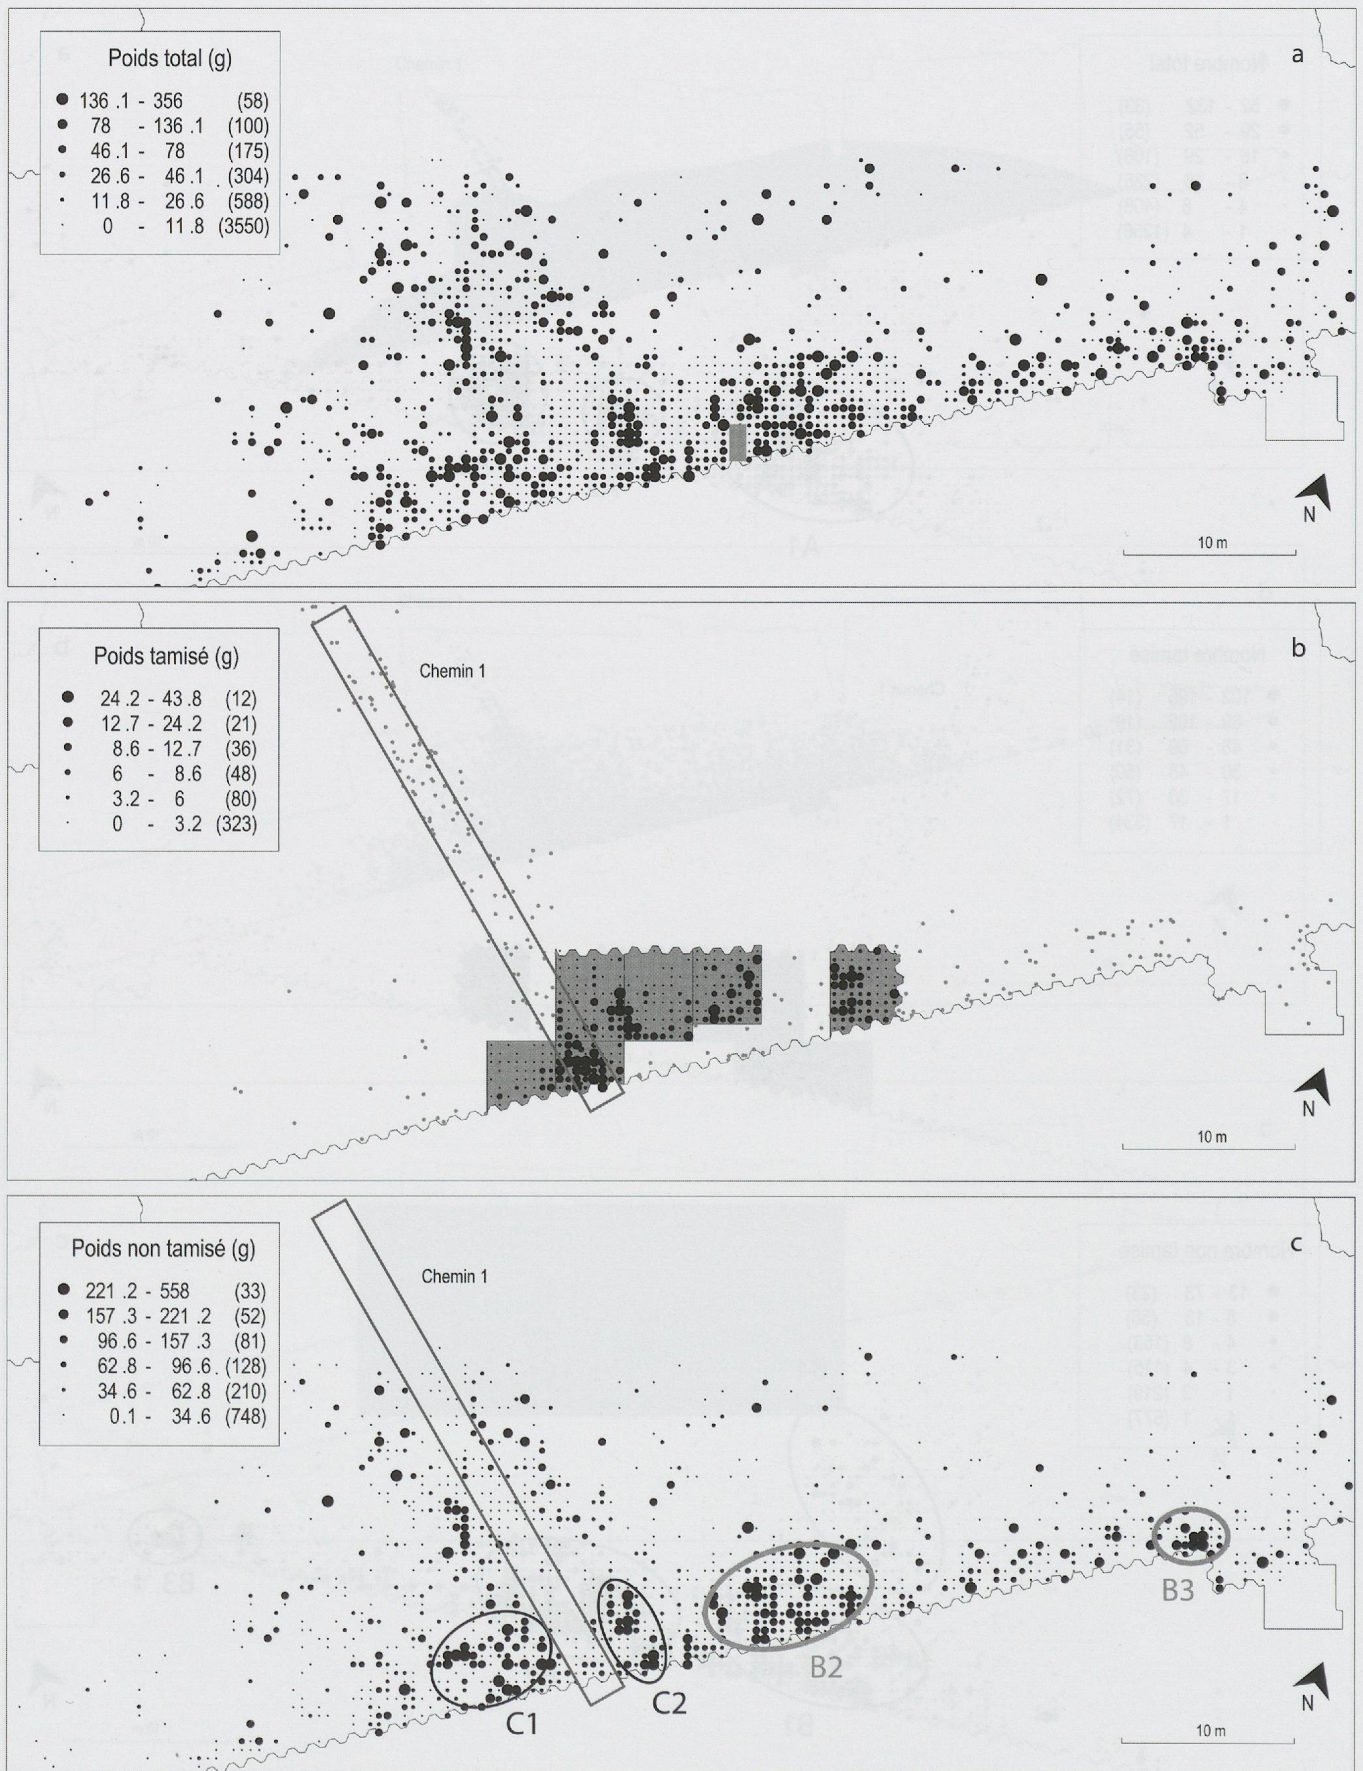 a
Poids total (g)
136 .1 - 356 (58)
78 - 136 .1 (100)
46 .1 - 78 (175)
26 .6 - 46 .1 (304)
11 .8 - 26 .6 (588)
0 - 11 .8 (3550)
N
10 m
b
Poids tamisé (g)
24 .2 - 43 .8 (12)
12 .7 - 24 .2 (21)
8 .6 - 12 .7 (36)
6 - 8 .6 (48)
3 .2 - 6 (80)
0 - 3 .2 (323)
Chemin 1
N
10 m
c
Poids non tamisé (g)
221 .2 - 558 (33)
157 .3 - 221 .2 (52)
96 .6 - 157 .3 (81)
62 .8 - 96 .6 (128)
34 .6 - 62 .8 (210)
0 .1 - 34 .6 (748)
Chemin 1
B3
B2
C2
C1
N
10 m